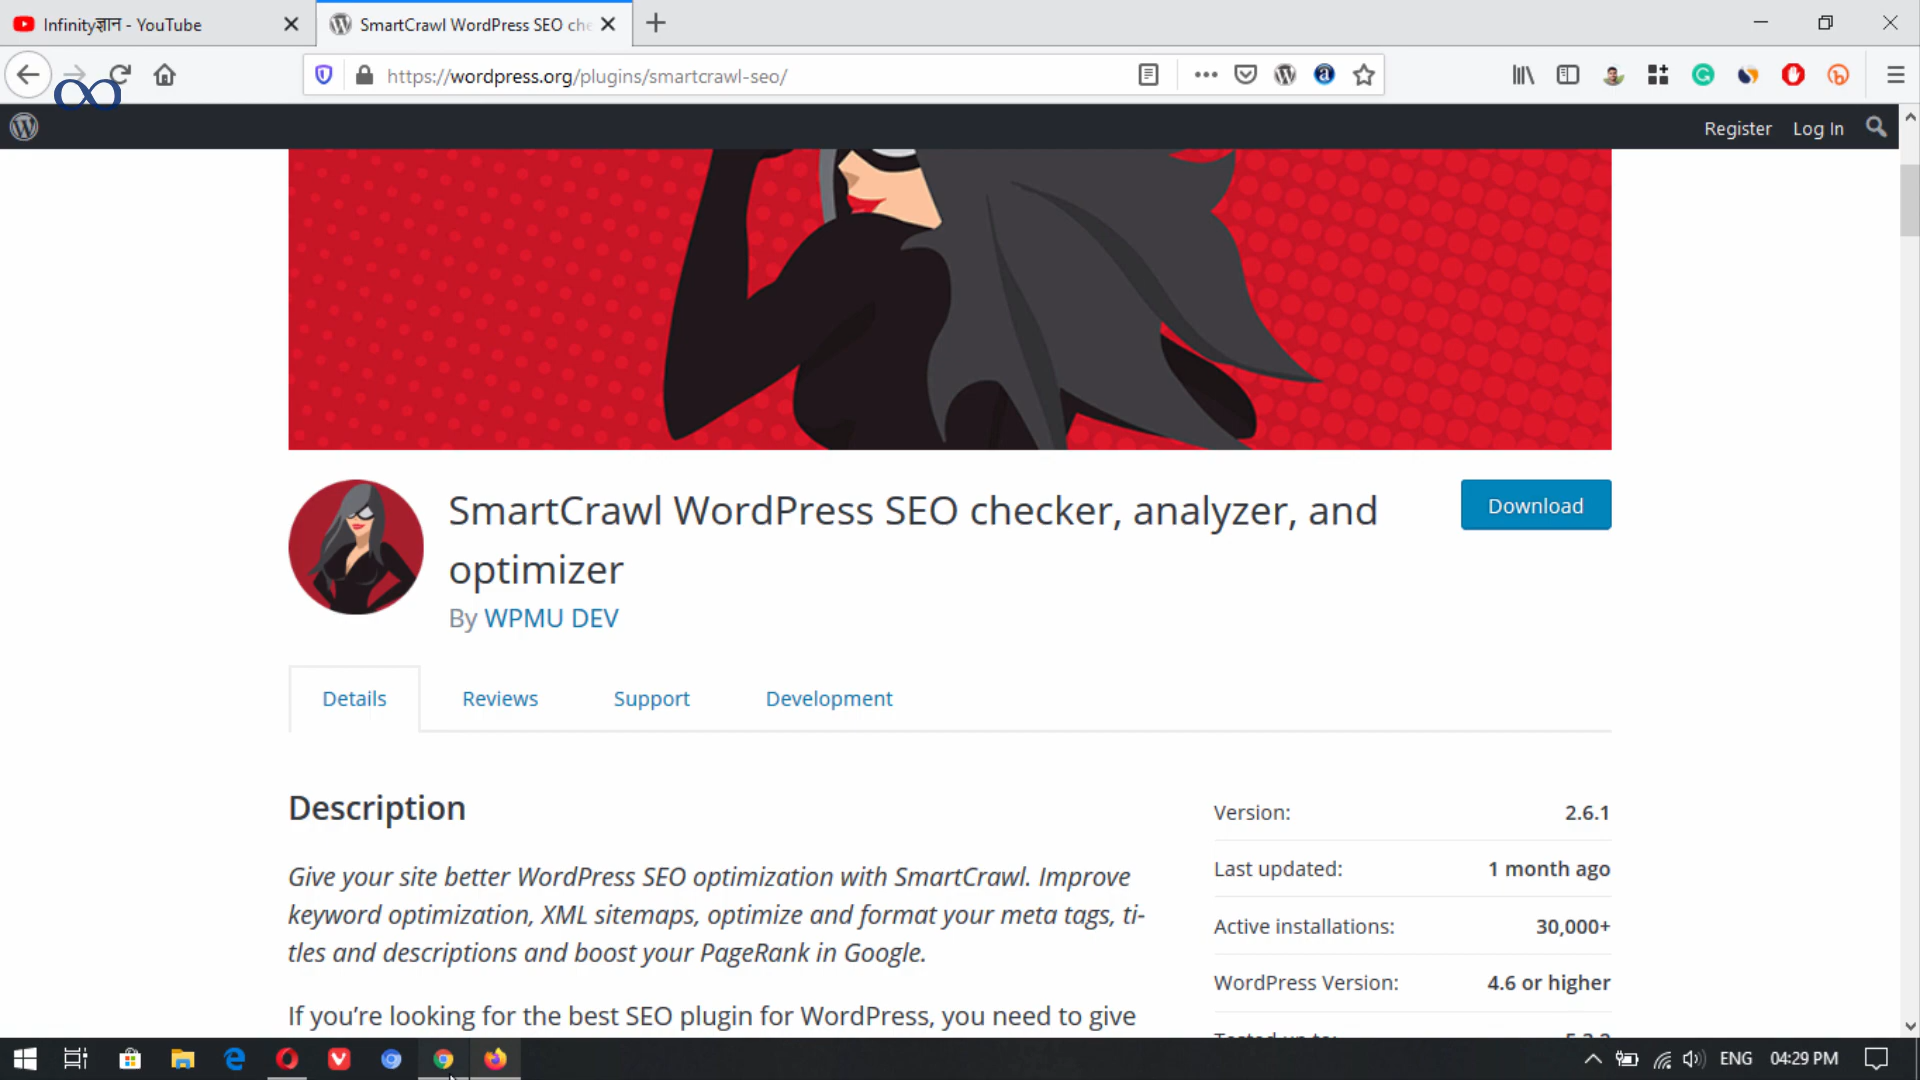 Infinityज्ञान - YouTube
SmartCrawl WordPress SEO che
https://wordpress.org/plugins/smartcrawl-seo/
Register Log In
SmartCrawl WordPress SEO checker, analyzer, and
optimizer
By WPMU DEV
Download
Details Reviews Support Development
Description
Give your site better WordPress SEO optimization with SmartCrawl. Improve
keyword optimization, XML sitemaps, optimize and format your meta tags, ti-
tles and descriptions and boost your PageRank in Google.
If you’re looking for the best SEO plugin for WordPress, you need to give
Version: 2.6.1
Last updated: 1 month ago
Active installations: 30,000+
WordPress Version: 4.6 or higher
ENG 04:29 PM